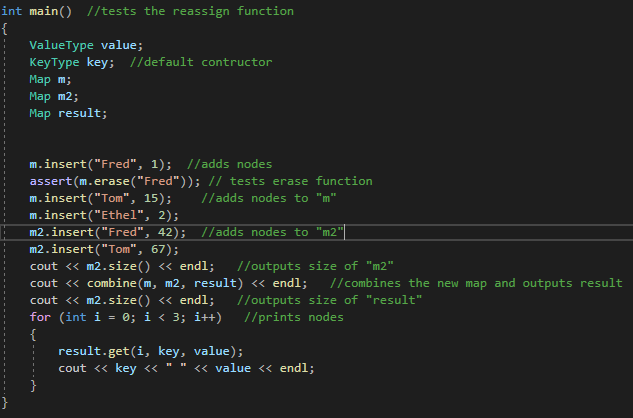 int main()  //tests the reassign function
{
    ValueType value;
    KeyType key;  //default contructor
    Map m;
    Map m2;
    Map result;
    m.insert("Fred", 1);  //adds nodes
    assert(m.erase("Fred")); // tests erase function
    m.insert("Tom", 15);    //adds nodes to "m"
    m.insert("Ethel", 2);
    m2.insert("Fred", 42);  //adds nodes to "m2"
    m2.insert("Tom", 67);
    cout << m2.size() << endl;   //outputs size of "m2"
    cout << combine(m, m2, result) << endl;   //combines the new map and outputs result
    cout << m2.size() << endl;   //outputs size of "result"
    for (int i = 0; i < 3; i++)   //prints nodes
    {
        result.get(i, key, value);
        cout << key << " " << value << endl;
    }
}